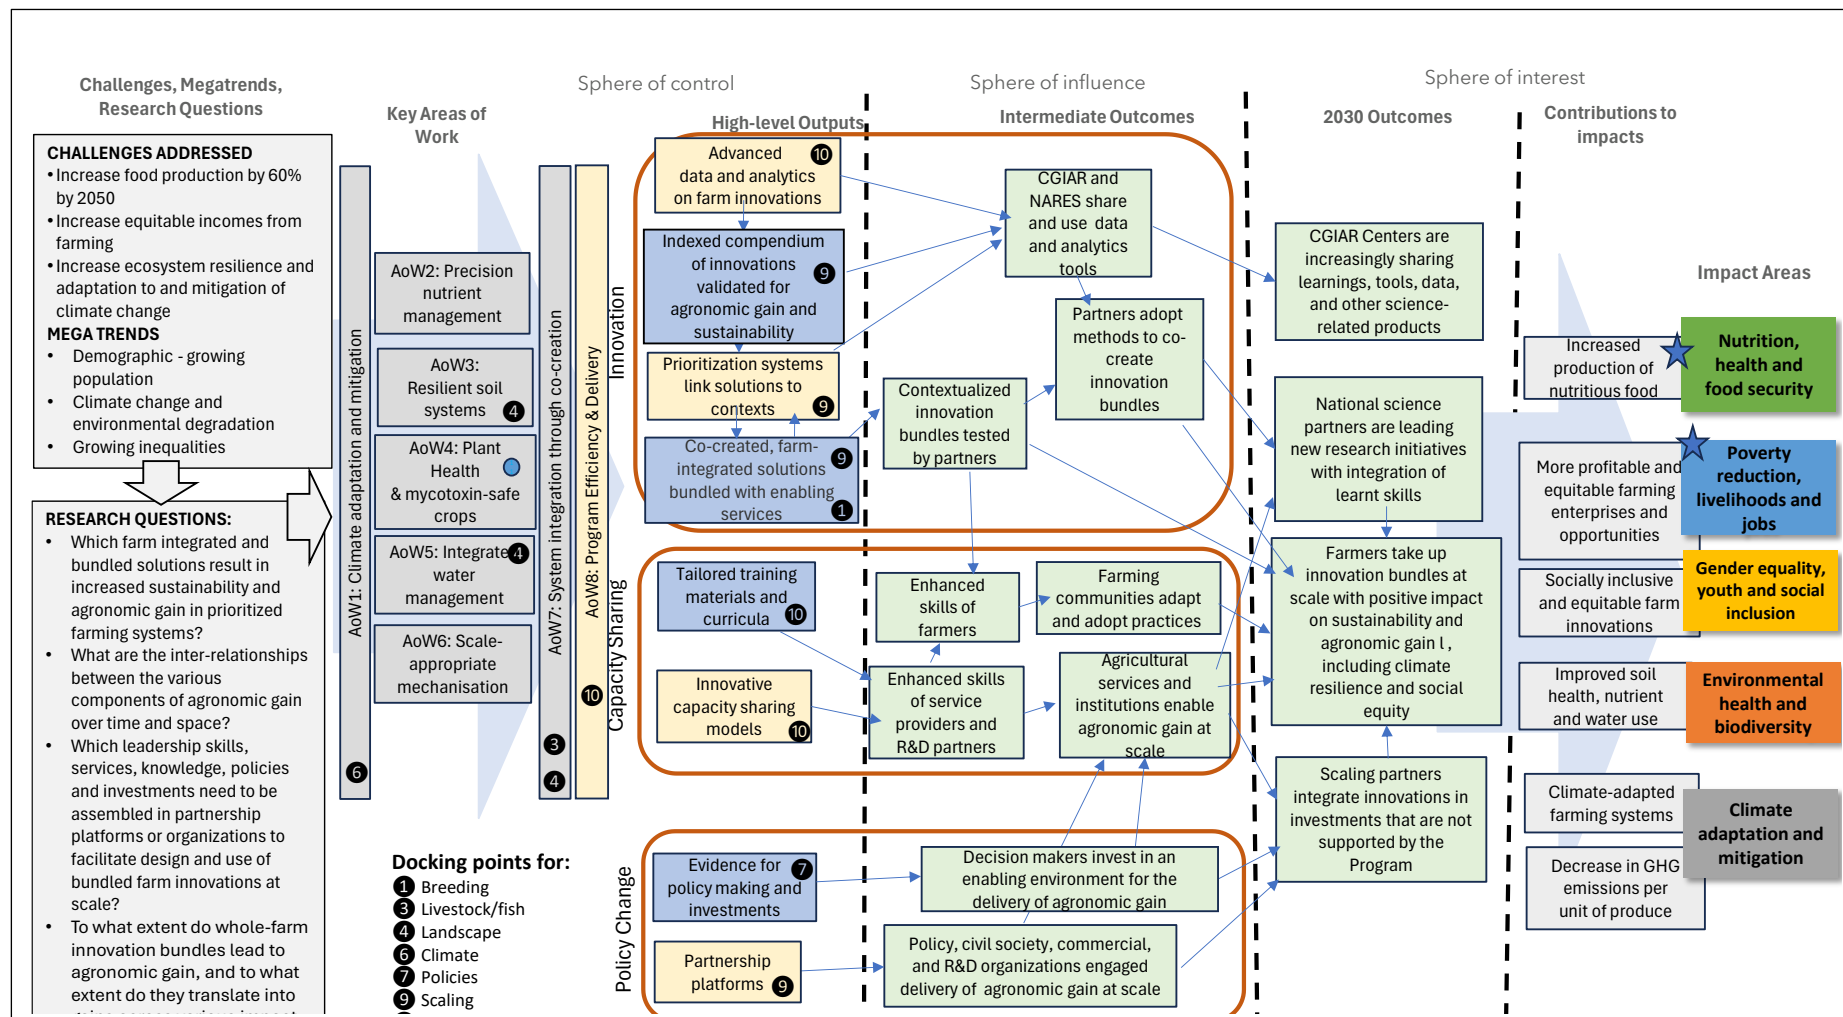 Sphere of control
Sphere of influence
Sphere of interest
Challenges, Megatrends,
Research Questions
Key Areas of
Work
High-level Outputs
Intermediate Outcomes
2030 Outcomes
Contributions to
impacts
Impact Areas
CHALLENGES ADDRESSED
•Increase food production by 60%
by 2050
•Increase equitable incomes from
farming
•Increase ecosystem resilience and
adaptation to and mitigation of
climate change
MEGA TRENDS
• Demographic - growing
population
• Climate change and
environmental degradation
• Growing inequalities
RESEARCH QUESTIONS:
• Which farm integrated and
bundled solutions result in
increased sustainability and
agronomic gain in prioritized
farming systems?
• What are the inter-relationships
between the various
components of agronomic gain
over time and space?
• Which leadership skills,
services, knowledge, policies
and investments need to be
assembled in partnership
platforms or organizations to
facilitate design and use of
bundled farm innovations at
scale?
• To what extent do whole-farm
innovation bundles lead to
agronomic gain, and to what
extent do they translate into
AoW1: Climate adaptation and mitigation
6
AoW2: Precision
nutrient
management
AoW3:
Resilient soil
systems
4
AoW4: Plant
Health
& mycotoxin-safe
crops
AoW5: Integrate
4
water
management
AoW6: Scale-
appropriate
mechanisation
AoW7: System integration through co-creation
3
4
AoW8: Program Efficiency & Delivery
10
Docking points for:
1 Breeding
3 Livestock/fish
4 Landscape
6 Climate
7 Policies
9 Scaling
Innovation
Advanced
10
data and analytics
on farm innovations
Indexed compendium
of innovations
9
validated for
agronomic gain and
sustainability
Prioritization systems
link solutions to
contexts
9
Co-created, farm-
integrated solutions
9
bundled with enabling
services
1
CGIAR and
NARES share
and use data
and analytics
tools
Partners adopt
methods to co-
create
innovation
bundles
Contextualized
innovation
bundles tested
by partners
Capacity Sharing
Tailored training
materials and
curricula
10
Innovative
capacity sharing
models
10
Enhanced
skills of
farmers
Farming
communities adapt
and adopt practices
Enhanced skills
of service
providers and
R&D partners
Agricultural
services and
institutions enable
agronomic gain at
scale
Policy Change
Evidence for
7
policy making and
investments
Partnership
platforms
9
Decision makers invest in an
enabling environment for the
delivery of agronomic gain
Policy, civil society, commercial,
and R&D organizations engaged
delivery of agronomic gain at scale
CGIAR Centers are
increasingly sharing
learnings, tools, data,
and other science-
related products
National science
partners are leading
new research initiatives
with integration of
learnt skills
Farmers take up
innovation bundles at
scale with positive impact
on sustainability and
agronomic gain l ,
including climate
resilience and social
equity
Scaling partners
integrate innovations in
investments that are not
supported by the
Program
Increased
production of
nutritious food
More profitable and
equitable farming
enterprises and
opportunities
Socially inclusive
and equitable farm
innovations
Improved soil
health, nutrient
and water use
Climate-adapted
farming systems
Decrease in GHG
emissions per
unit of produce
Nutrition,
health and
food security
Poverty
reduction,
livelihoods and
jobs
Gender equality,
youth and social
inclusion
Environmental
health and
biodiversity
Climate
adaptation and
mitigation